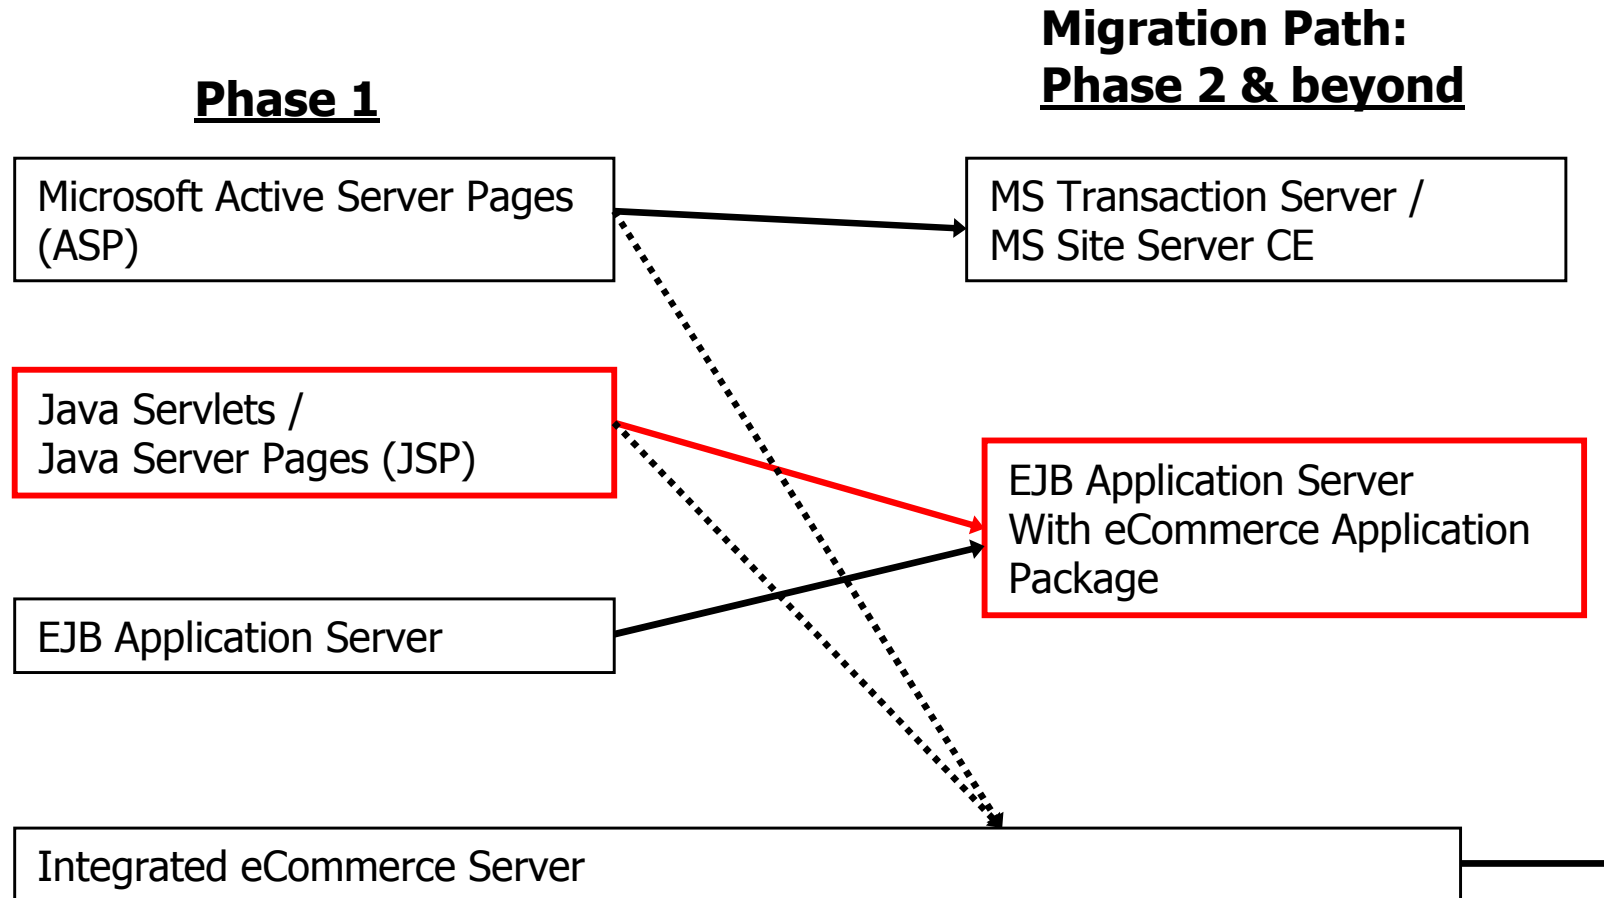 Migration Path:
Phase 2 & beyond
Phase 1
Microsoft Active Server Pages
(ASP)
MS Transaction Server /
MS Site Server CE
Java Servlets /
Java Server Pages (JSP)
EJB Application Server
With eCommerce Application
Package
EJB Application Server
Integrated eCommerce Server